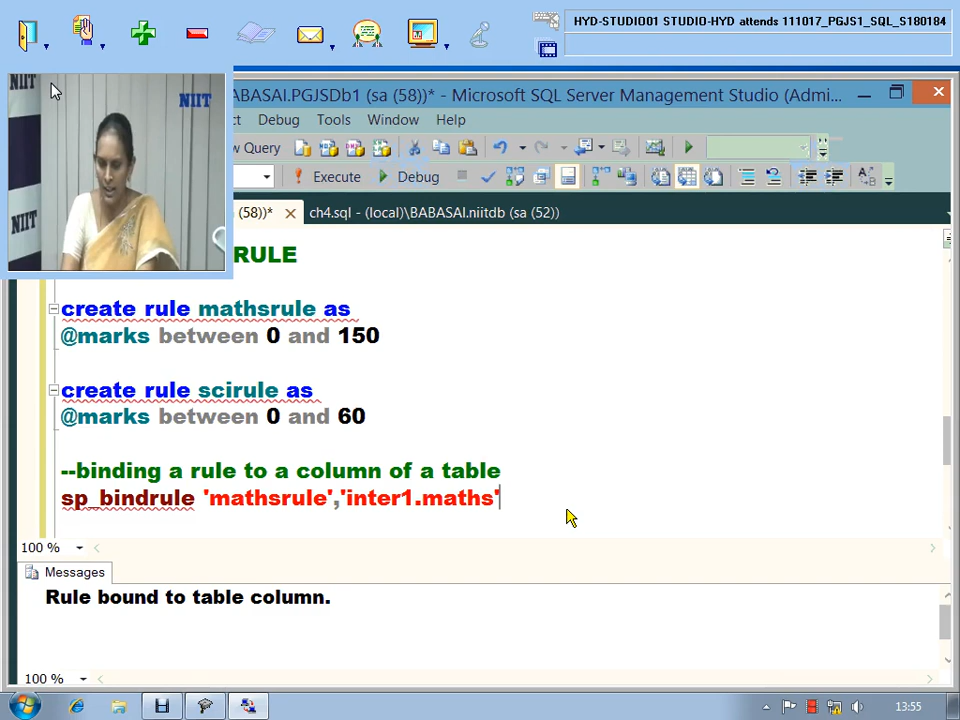 HYD-STUDIO01 STUDIO-HYD attends 111017_PGJS1_SQL_S180184
NIIT
NIIT
NIIT
ABASAI.PGJSDb1 (sa (58))* - Microsoft SQL Server Management Studio (Admi...
ct Debug Tools Window Help
w Query
Execute Debug
(58))* ch4.sql - (local)\BABASAI.niitdb (sa (52))
RULE
create rule mathsrule as
@marks between 0 and 150
create rule scirule as
@marks between 0 and 60
--binding a rule to a column of a table
sp_bindrule 'mathsrule','inter1.maths'
100 %
Messages
Rule bound to table column.
100 %
13:55